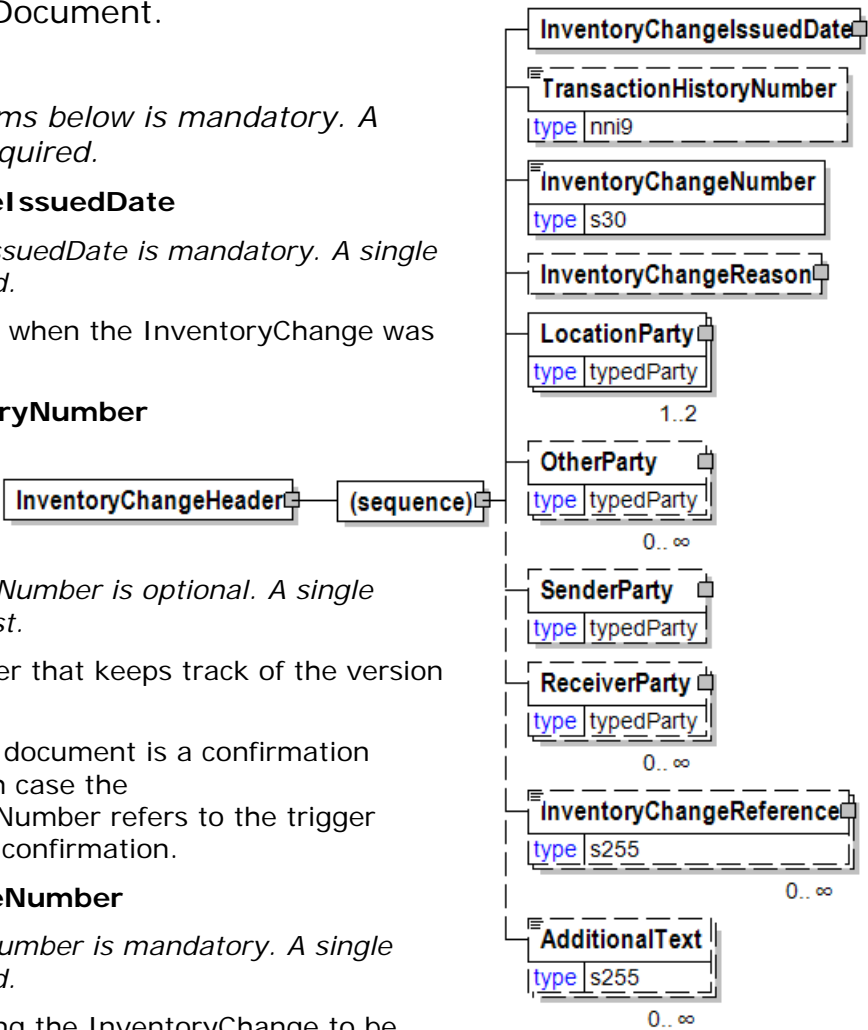 Document.
ms below is mandatory. A
quired.
eIssuedDate
ssuedDate is mandatory. A single
d.
when the InventoryChange was
ryNumber
Number is optional. A single
st.
er that keeps track of the version
document is a confirmation
n case the
Number refers to the trigger
confirmation.
eNumber
umber is mandatory. A single
d.
ng the InventoryChange to be
InventoryChangeHeader
(sequence)
InventoryChangeIssuedDate
TransactionHistoryNumber
type nni9
InventoryChangeNumber
type s30
InventoryChangeReason
LocationParty
type typedParty
1..2
OtherParty
type typedParty
0..∞
SenderParty
type typedParty
ReceiverParty
type typedParty
0..∞
InventoryChangeReference
type s255
0..∞
AdditionalText
type s255
0..∞